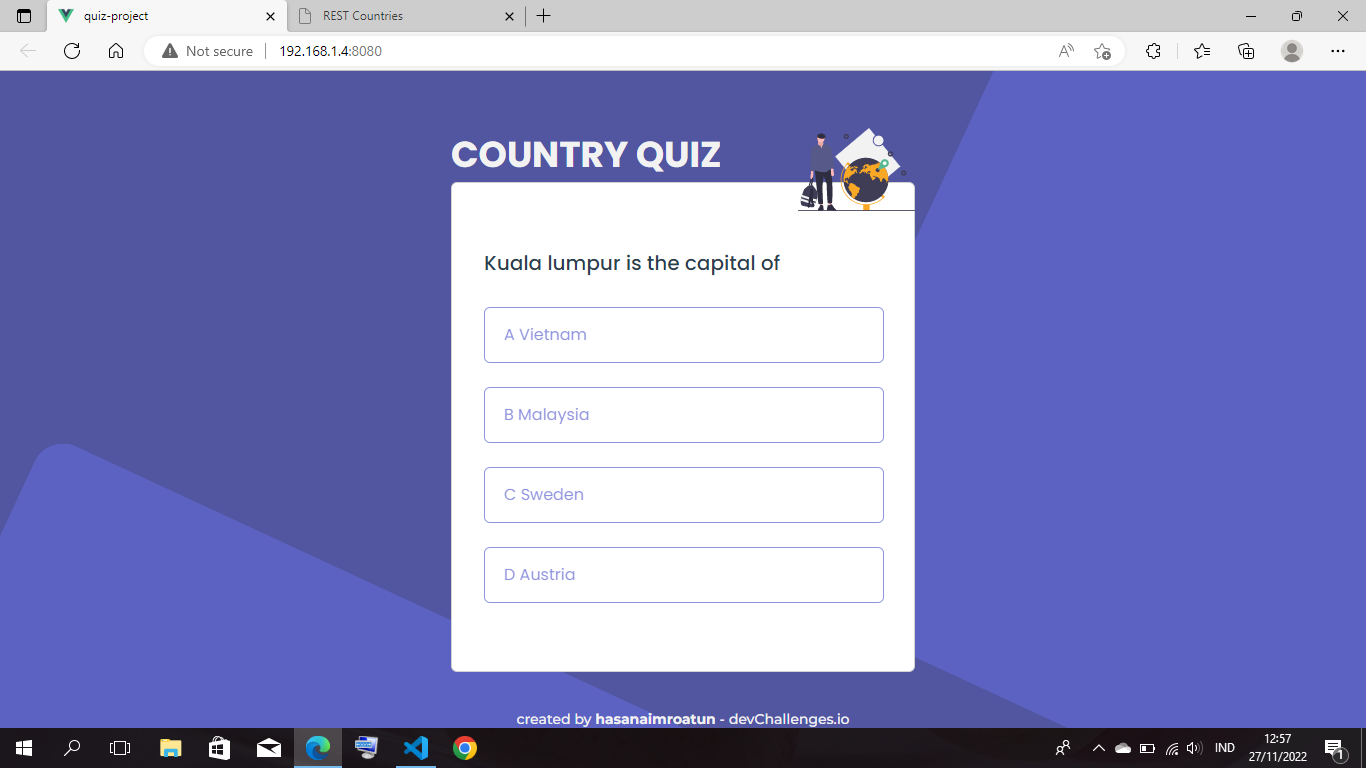 quiz-project
REST Countries
Not secure
192.168.1.4:8080
COUNTRY QUIZ
Kuala lumpur is the capital of
A Vietnam
B Malaysia
C Sweden
D Austria
created by hasanaimroatun - devChallenges.io
IND
12:57
27/11/2022
1